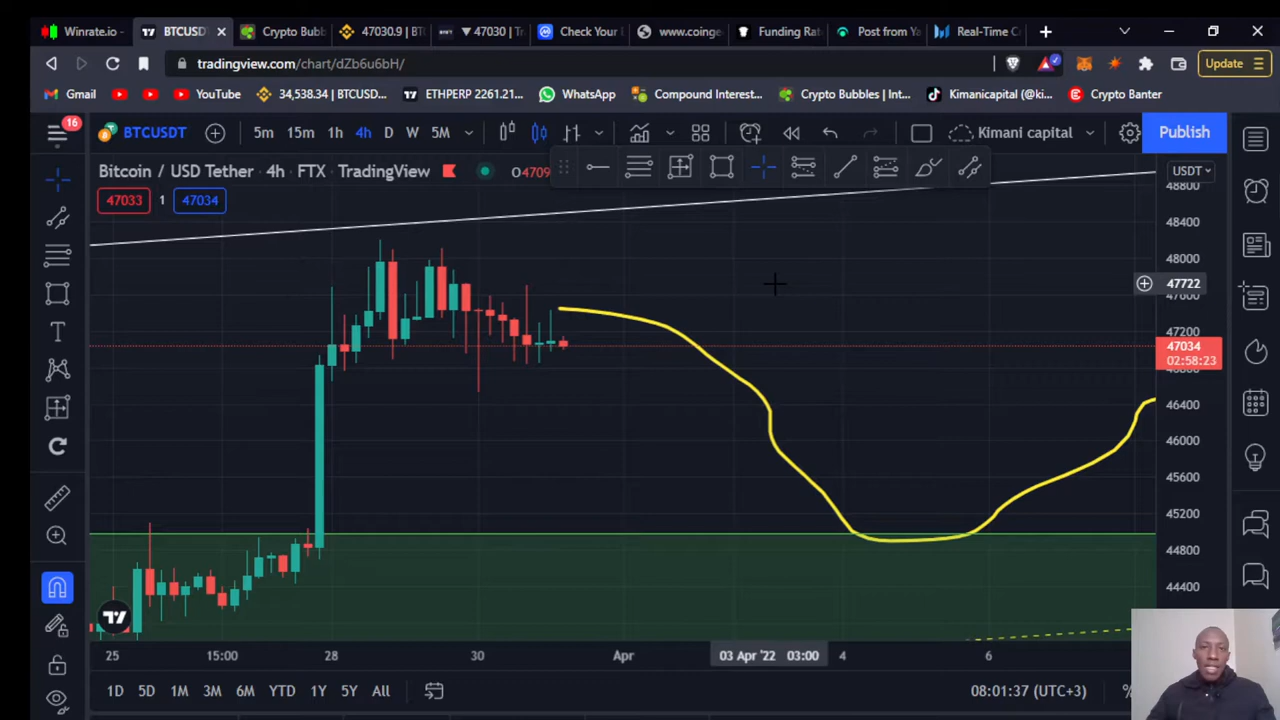 Winrate.io -
BTCUSD
Crypto Bubb
47030.9 | BT
▼ 47030 | Tr
Check Your
www.coinge
Funding Rat
Post from Ya
Real-Time C
tradingview.com/chart/dZb6u6bH/
Update
Gmail
YouTube
34,538.34 | BTCUSD...
ETHPERP 2261.21...
WhatsApp
Compound Interest...
Crypto Bubbles | Int...
Kimanicapital (@ki...
Crypto Banter
16
BTCUSDT
5m 15m 1h 4h D W 5M
Kimani capital
Publish
Bitcoin / USD Tether · 4h · FTX · TradingView
O4709
USDT
47033 1 47034
48800
48400
48000
47722
47600
47200
47034
02:58:23
46800
46400
46000
45600
45200
44800
44400
25 15:00 28 30 Apr 03 Apr '22 03:00 4 6
1D 5D 1M 3M 6M YTD 1Y 5Y All
08:01:37 (UTC+3)
%